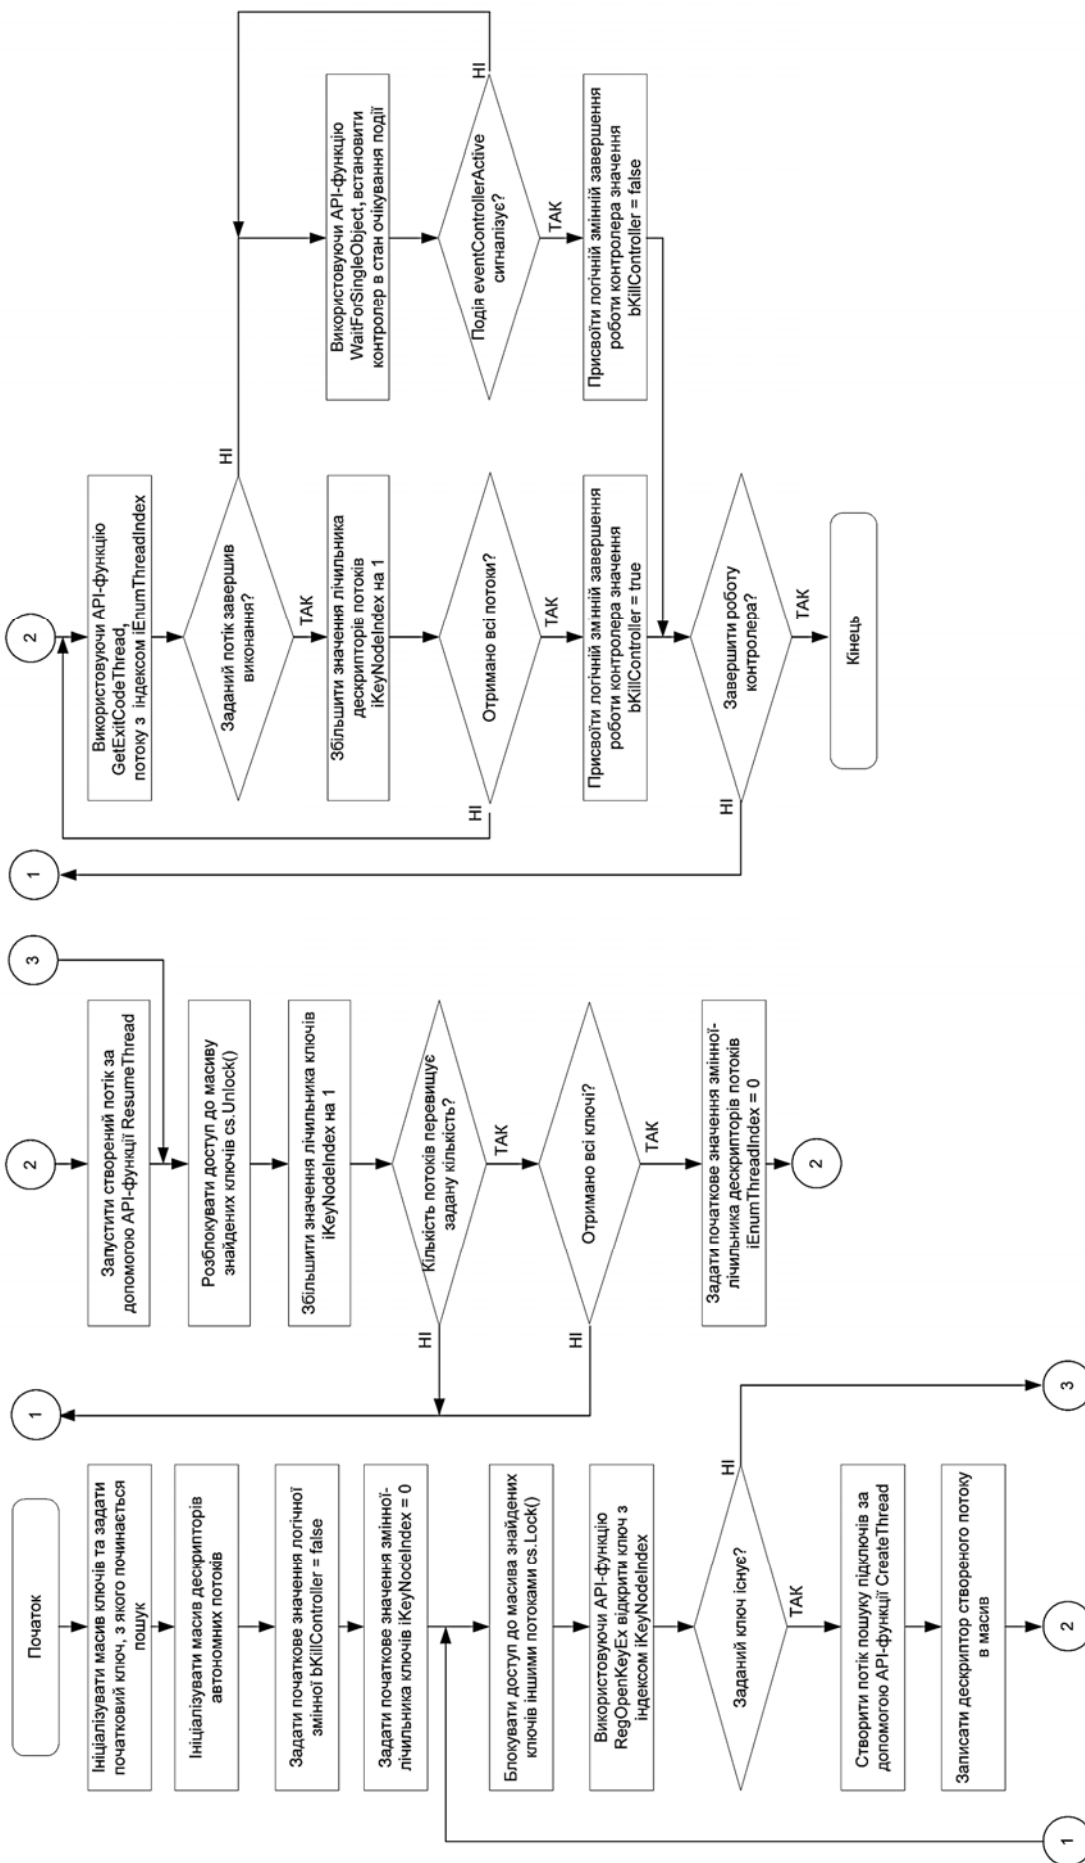 Початок
Ініціалізувати масив ключів та задати
початковий ключ, з якого починається
пошук
Ініціалізувати масив дескрипторів
автономних потоків
Задати початкове значення логічної
змінної bKillController = false
Задати початкове значення змінної-
лічильника ключів iKeyNodeIndex = 0
Блокувати доступ до масива знайдених
ключів іншими потоками cs.Lock()
Використовуючи API-функцію
RegOpenKeyEx відкрити ключ з
індексом iKeyNodeIndex
Заданий ключ існує?
НІ
ТАК
Створити потік пошуку підключів за
допомогою API-функції CreateThread
Записати дескриптор створеного потоку
в масив
1
2
3
1
2
3
Запустити створений потік за
допомогою API-функції ResumeThread
Розблокувати доступ до масиву
знайдених ключів cs.Unlock()
Збільшити значення лічильника ключів
iKeyNodeIndex на 1
Кількість потоків перевищує
задану кількість?
НІ
ТАК
Отримано всі ключі?
НІ
ТАК
Задати початкове значення змінної-
лічильника дескрипторів потоків
iEnumThreadIndex = 0
2
1
2
Використовуючи API-функцію
GetExitCodeThread,
потоку з індексом iEnumThreadIndex
Заданий потік завершив
виконання?
НІ
ТАК
Збільшити значення лічильника
дескрипторів потоків
iKeyNodeIndex на 1
Отримано всі потоки?
НІ
ТАК
Присвоїти логічній змінній завершення
роботи контролера значення
bKillController = true
Завершити роботу
контролера?
НІ
ТАК
Кінець
Використовуючи API-функцію
WaitForSingleObject, встановити
контролер в стан очікування події
Подія eventControllerActive
сигналізує?
НІ
ТАК
Присвоїти логічній змінній завершення
роботи контролера значення
bKillController = false